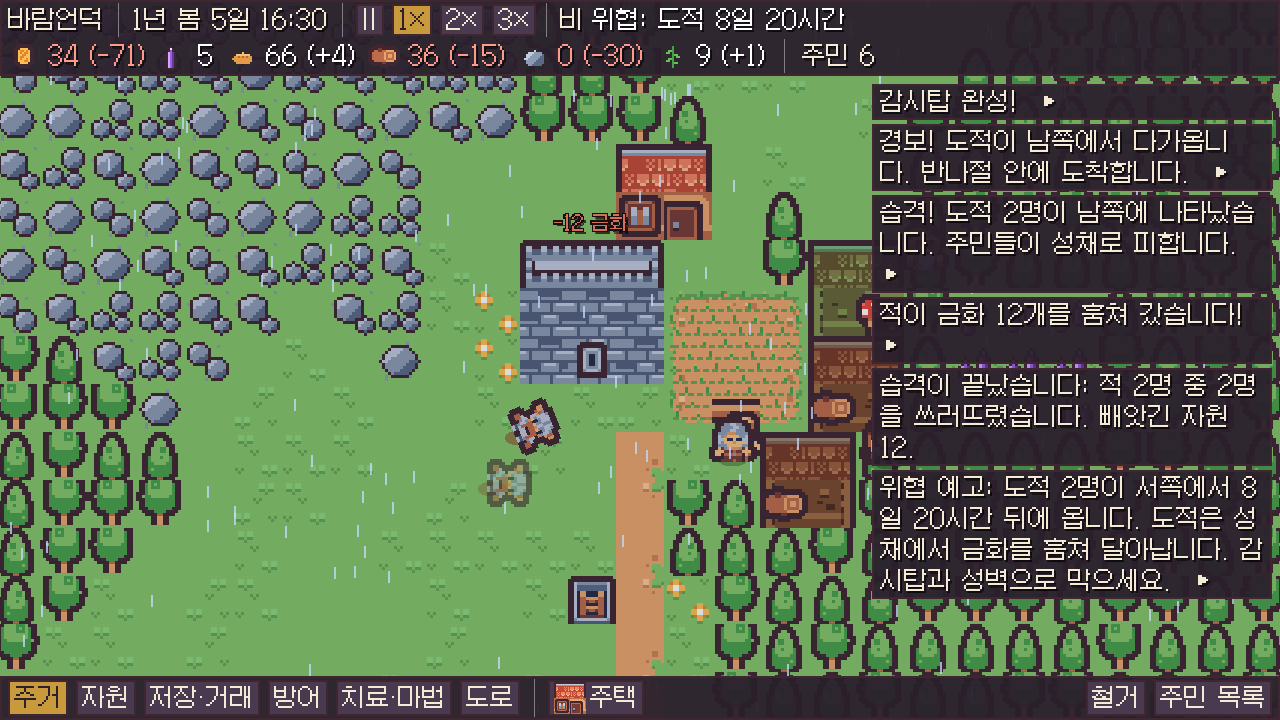 바람언덕 1년 봄 5일 16:30 || 1× 2× 3× 비 위협: 도적 8일 20시간
34 (-71) 5 66 (+4) 36 (-15) 0 (-30) 9 (+1) 주민 6
감시탑 완성!
경보! 도적이 남쪽에서 다가옵니
다. 반나절 안에 도착합니다.
습격! 도적 2명이 남쪽에 나타났습
니다. 주민들이 성채로 피합니다.
-12 금화
적이 금화 12개를 훔쳐 갔습니다!
습격이 끝났습니다: 적 2명 중 2명
을 쓰러뜨렸습니다. 빼앗긴 자원
12.
위협 예고: 도적 2명이 서쪽에서 8
일 20시간 뒤에 옵니다. 도적은 성
채에서 금화를 훔쳐 달아납니다. 감
시탑과 성벽으로 막으세요.
주거 자원 저장·거래 방어 치료·마법 도로 주택 철거 주민 목록